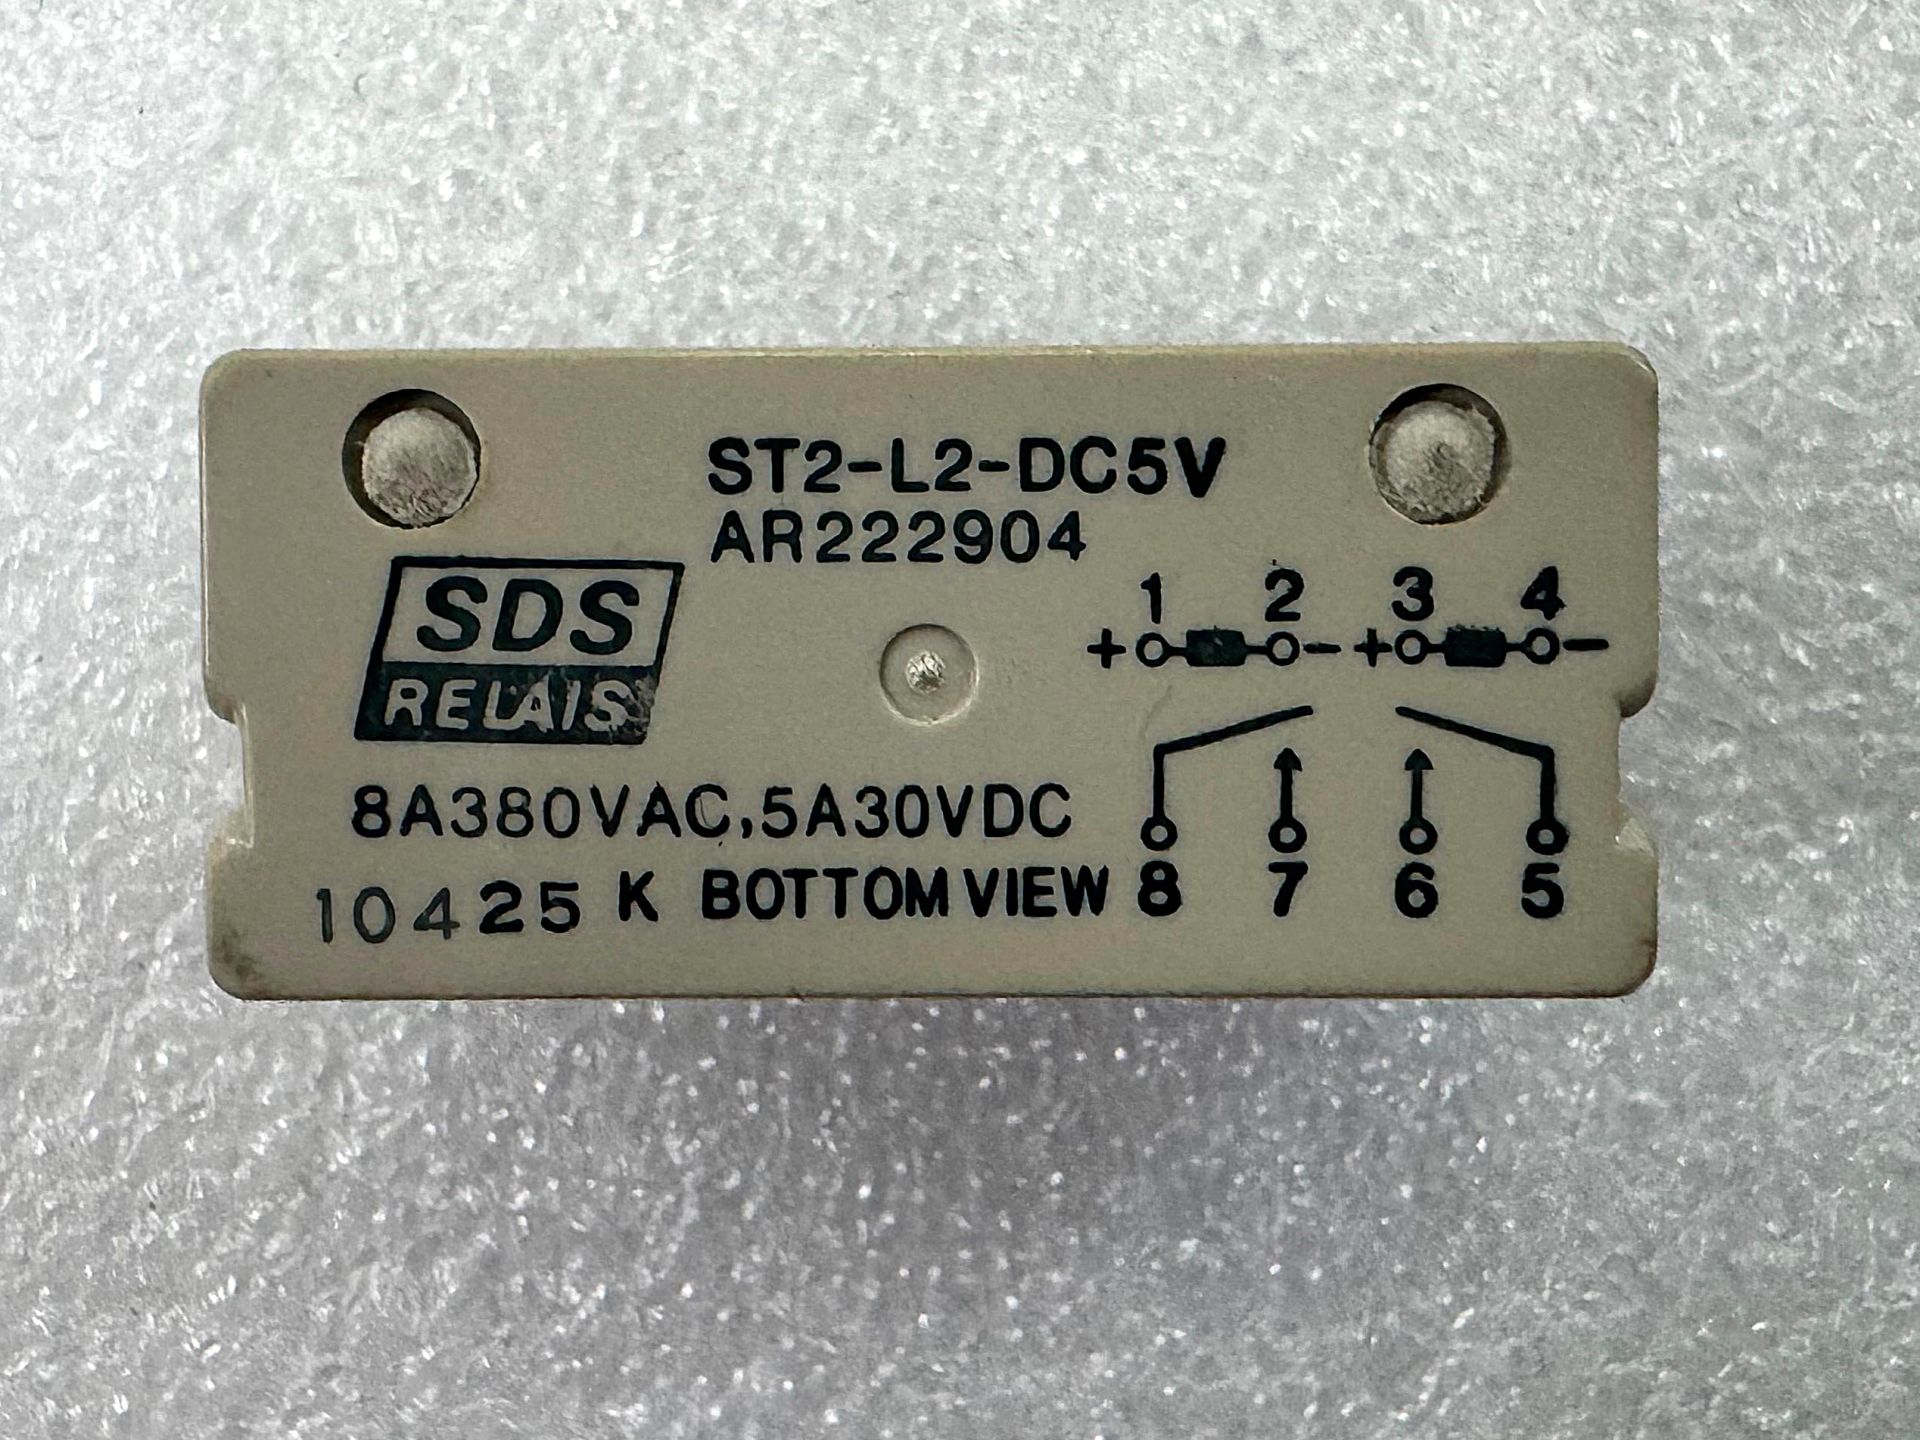 ST2-L2-DC5V
AR222904
SDS
RELAIS
1 2 3 4
+ - + -
8A380VAC,5A30VDC
10425 K BOTTOM VIEW 8 7 6 5